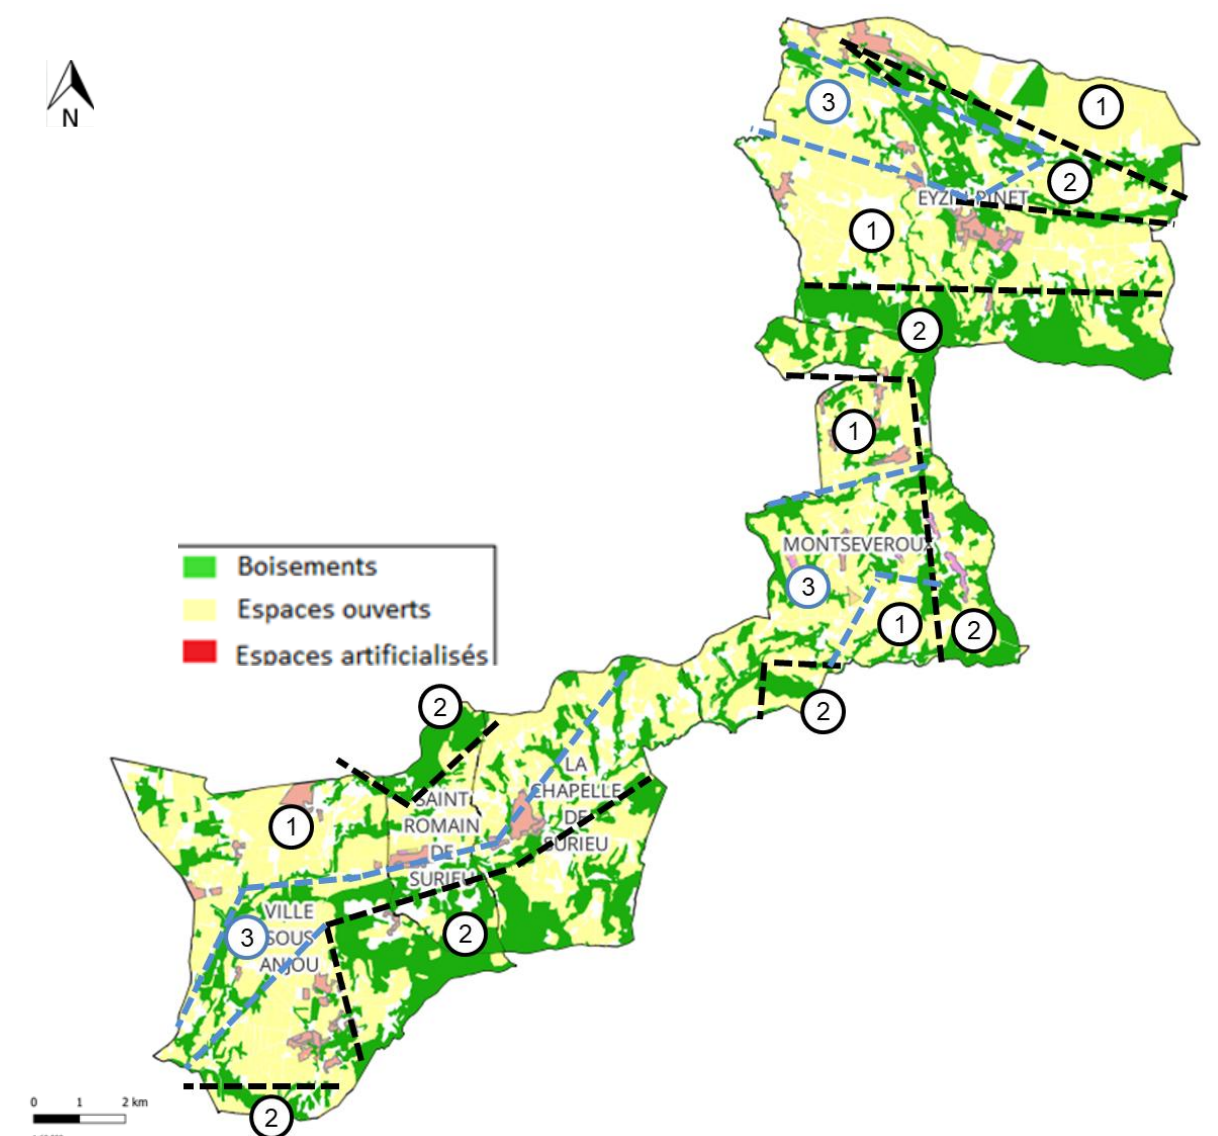 N
1
3
2
EYZIN PINET
1
2
1
MONTSEVEROUX
3
1
2
2
Boisements
Espaces ouverts
Espaces artificialisés
2
LA
CHAPELLE
DE
SURIEU
SAINT
ROMAIN
DE
SURIEU
1
VILLE
SOUS
ANJOU
3
2
2
0 1 2 km